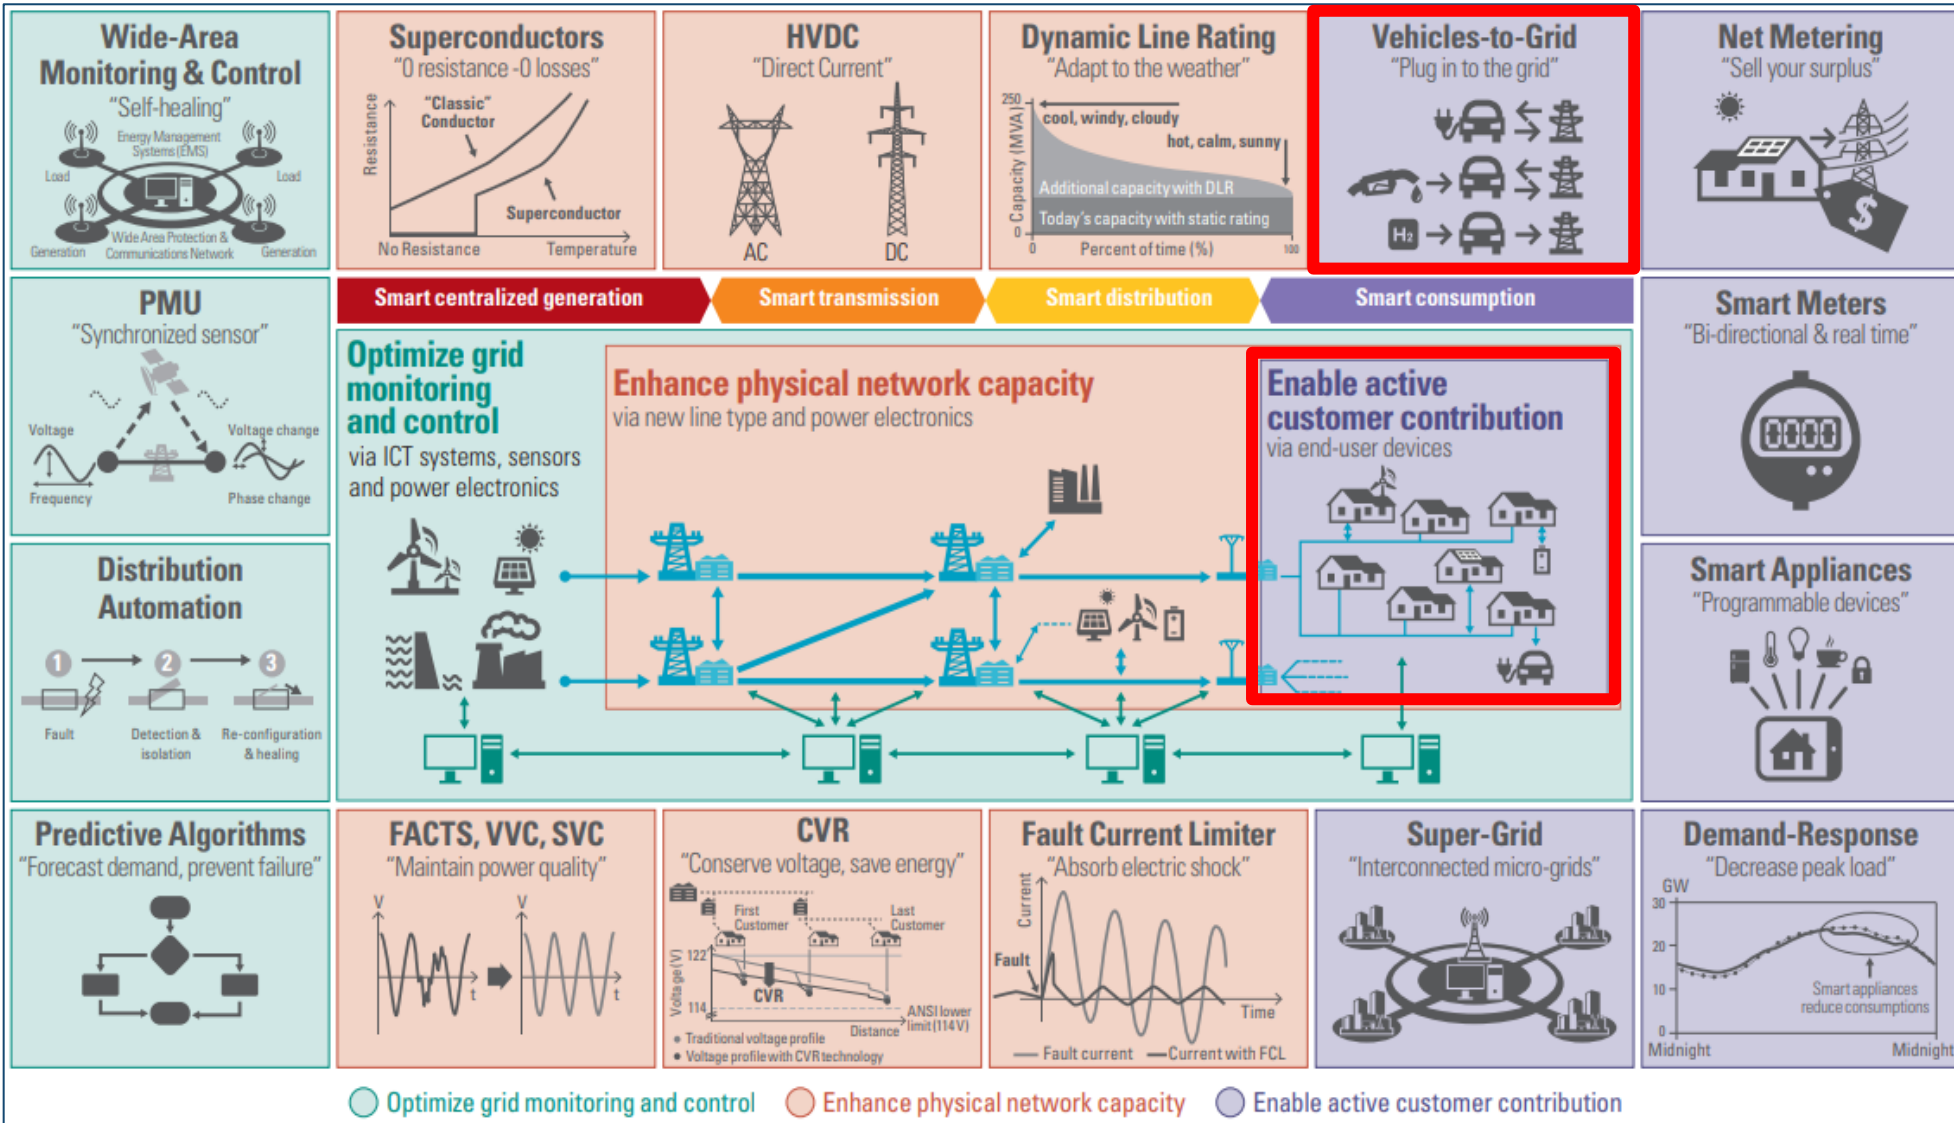 Wide-Area
Monitoring & Control
"Self-healing"
Energy Management
Systems (EMS)
Load
Load
Wide Area Protection &
Communications Network
Generation
Generation
Superconductors
"0 resistance -0 losses"
Resistance
"Classic"
Conductor
Superconductor
No Resistance
Temperature
HVDC
"Direct Current"
AC
DC
Dynamic Line Rating
"Adapt to the weather"
Capacity (MVA)
250
cool, windy, cloudy
hot, calm, sunny
Additional capacity with DLR
Today's capacity with static rating
0
0
Percent of time (%)
100
Vehicles-to-Grid
"Plug in to the grid"
H2
Net Metering
"Sell your surplus"
$
PMU
"Synchronized sensor"
Voltage
Voltage change
Frequency
Phase change
Smart centralized generation
Smart transmission
Smart distribution
Smart consumption
Optimize grid
monitoring
and control
via ICT systems, sensors
and power electronics
Enhance physical network capacity
via new line type and power electronics
Enable active
customer contribution
via end-user devices
Smart Meters
"Bi-directional & real time"
Distribution
Automation
1
2
3
Fault
Detection &
isolation
Re-configuration
& healing
Smart Appliances
"Programmable devices"
Predictive Algorithms
"Forecast demand, prevent failure"
FACTS, VVC, SVC
"Maintain power quality"
V
V
t
t
CVR
"Conserve voltage, save energy"
First
Customer
Last
Customer
Voltage (V)
122
CVR
114
ANSI lower
limit (114 V)
Distance
Traditional voltage profile
Voltage profile with CVR technology
Fault Current Limiter
"Absorb electric shock"
Current
Fault
Time
Fault current
Current with FCL
Super-Grid
"Interconnected micro-grids"
Demand-Response
"Decrease peak load"
GW
30
20
10
0
Smart appliances
reduce consumptions
Midnight
Midnight
Optimize grid monitoring and control
Enhance physical network capacity
Enable active customer contribution